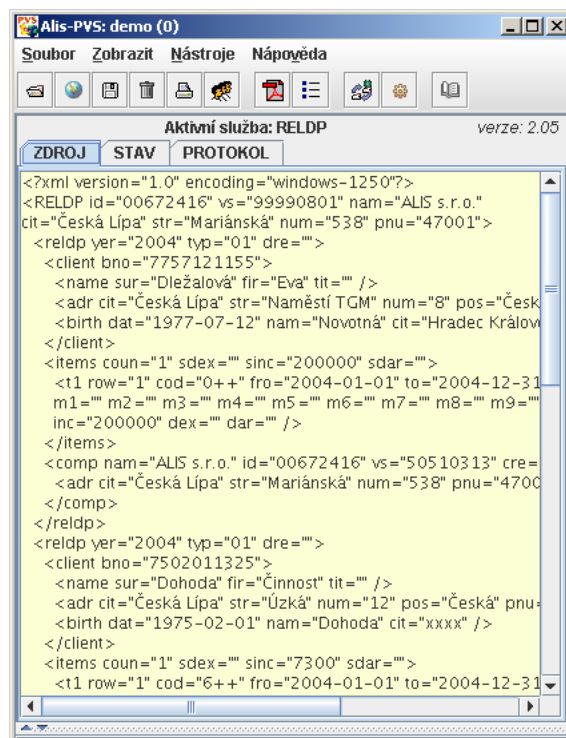 Alis-PVS: demo (0)
Soubor Zobrazit Nástroje Nápověda
Aktivní služba: RELDP verze: 2.05
ZDROJ STAV PROTOKOL
<?xml version="1.0" encoding="windows-1250"?>
<RELDP id="00672416" vs="99990801" nam="ALIS s.r.o."
cit="Česká Lípa" str="Mariánská" num="538" pnu="47001">
<reldp yer="2004" typ="01" dre="">
<client bno="7757121155">
<name sur="Dležalová" fir="Eva" tit="" />
<adr cit="Česká Lípa" str="Naměstí TGM" num="8" pos="Česk
<birth dat="1977-07-12" nam="Novotná" cit="Hradec Králov
</client>
<items coun="1" sdex="" sinc="200000" sdar="">
<t1 row="1" cod="0++" fro="2004-01-01" to="2004-12-31
m1="" m2="" m3="" m4="" m5="" m6="" m7="" m8="" m9=""
inc="200000" dex="" dar="" />
</items>
<comp nam="ALIS s.r.o." id="00672416" vs="50510313" cre=
<adr cit="Česká Lípa" str="Mariánská" num="538" pnu="4700
</comp>
</reldp>
<reldp yer="2004" typ="01" dre="">
<client bno="7502011325">
<name sur="Dohoda" fir="Činnost" tit="" />
<adr cit="Česká Lípa" str="Úzká" num="12" pos="Česká" pnu=
<birth dat="1975-02-01" nam="Dohoda" cit="xxxx" />
</client>
<items coun="1" sdex="" sinc="7300" sdar="">
<t1 row="1" cod="6++" fro="2004-01-01" to="2004-12-31